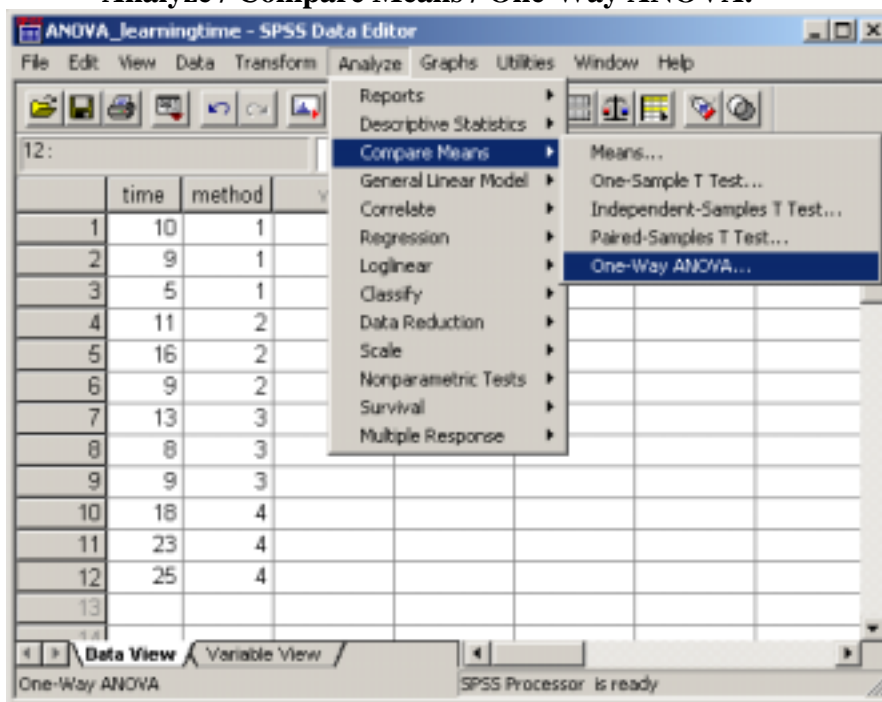 Analyze / Compare Means / One-Way ANOVA:
ANOVA_learningtime - SPSS Data Editor
File Edit View Data Transform Analyze Graphs Utilities Window Help
12:
Reports
Descriptive Statistics
Compare Means
General Linear Model
Correlate
Regression
Loglinear
Classify
Data Reduction
Scale
Nonparametric Tests
Survival
Multiple Response
Means...
One-Sample T Test...
Independent-Samples T Test...
Paired-Samples T Test...
One-Way ANOVA...
time method
1 10 1
2 9 1
3 5 1
4 11 2
5 16 2
6 9 2
7 13 3
8 8 3
9 9 3
10 18 4
11 23 4
12 25 4
13
14
Data View Variable View
One-Way ANOVA SPSS Processor is ready